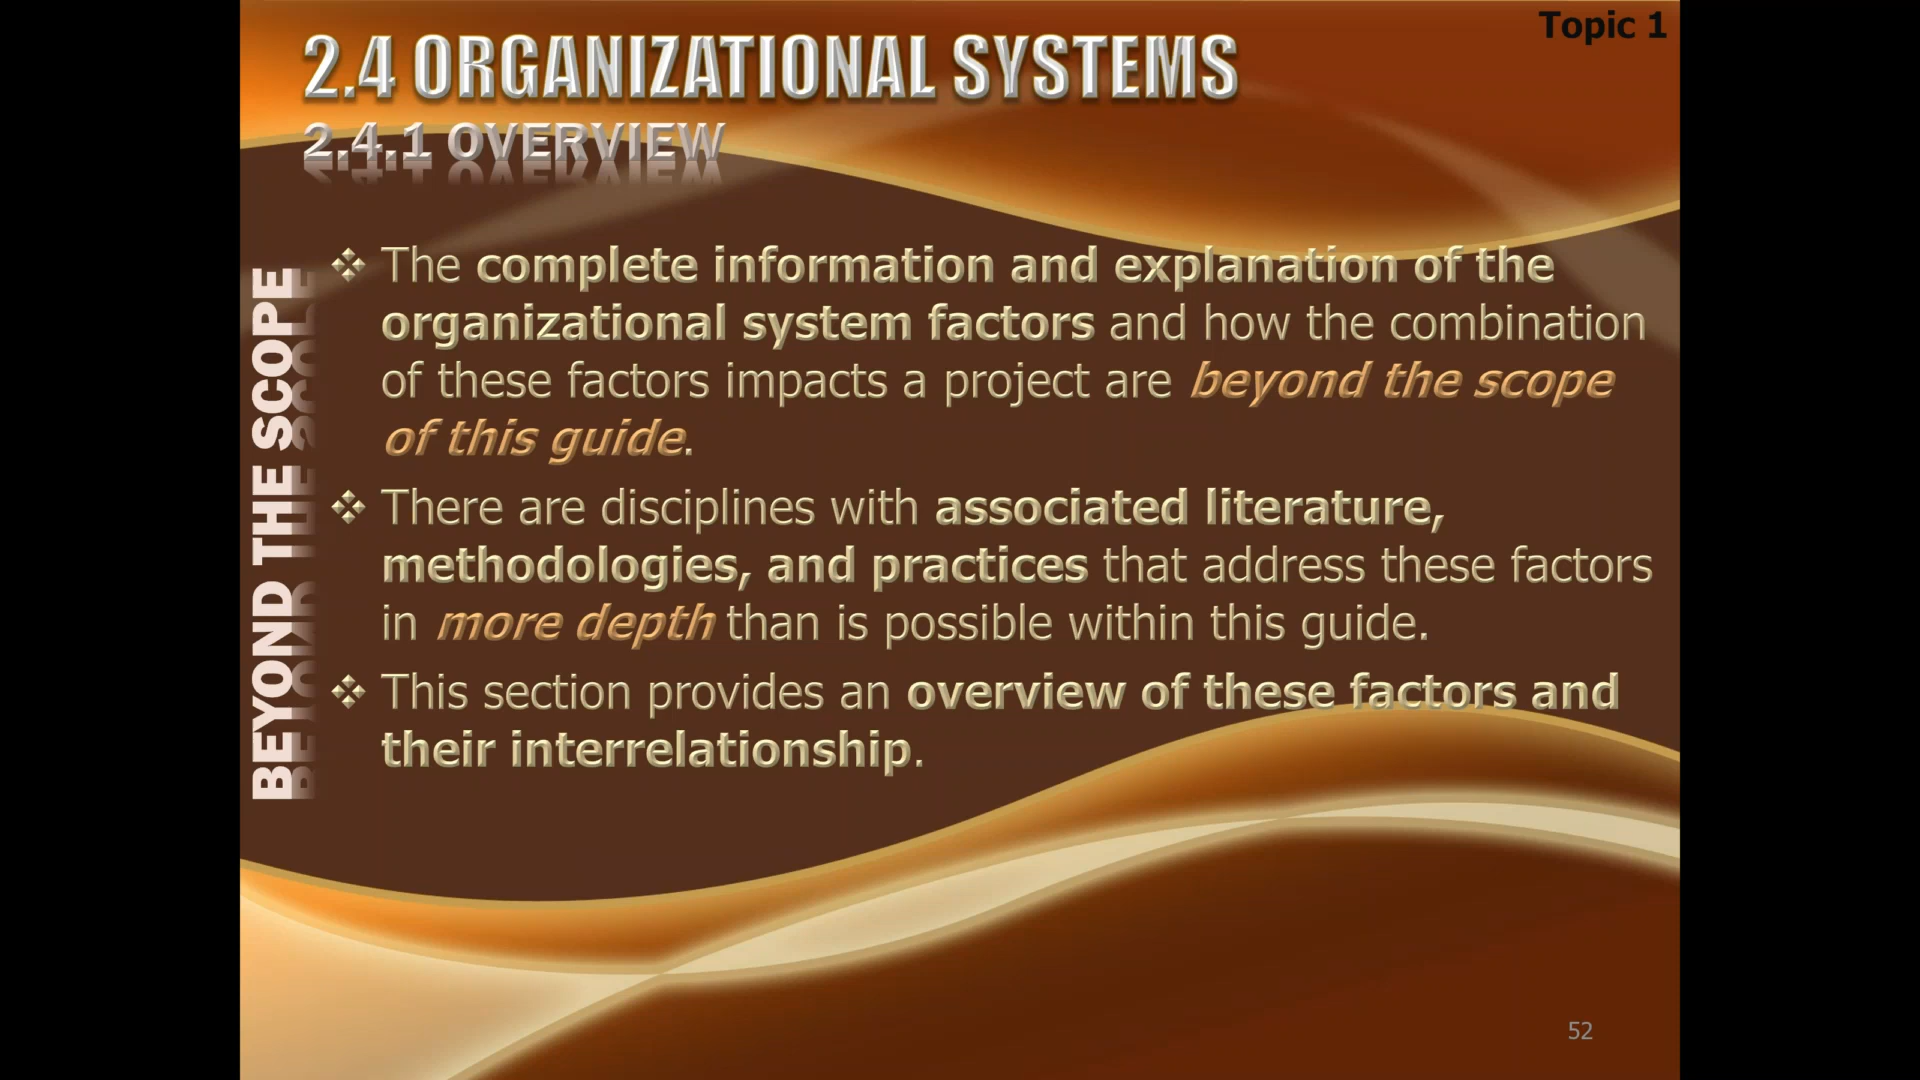 Topic 1
2.4 ORGANIZATIONAL SYSTEMS
2.4.1 OVERVIEW
BEYOND THE SCOPE
❖ The complete information and explanation of the
organizational system factors and how the combination
of these factors impacts a project are beyond the scope
of this guide.
❖ There are disciplines with associated literature,
methodologies, and practices that address these factors
in more depth than is possible within this guide.
❖ This section provides an overview of these factors and
their interrelationship.
52